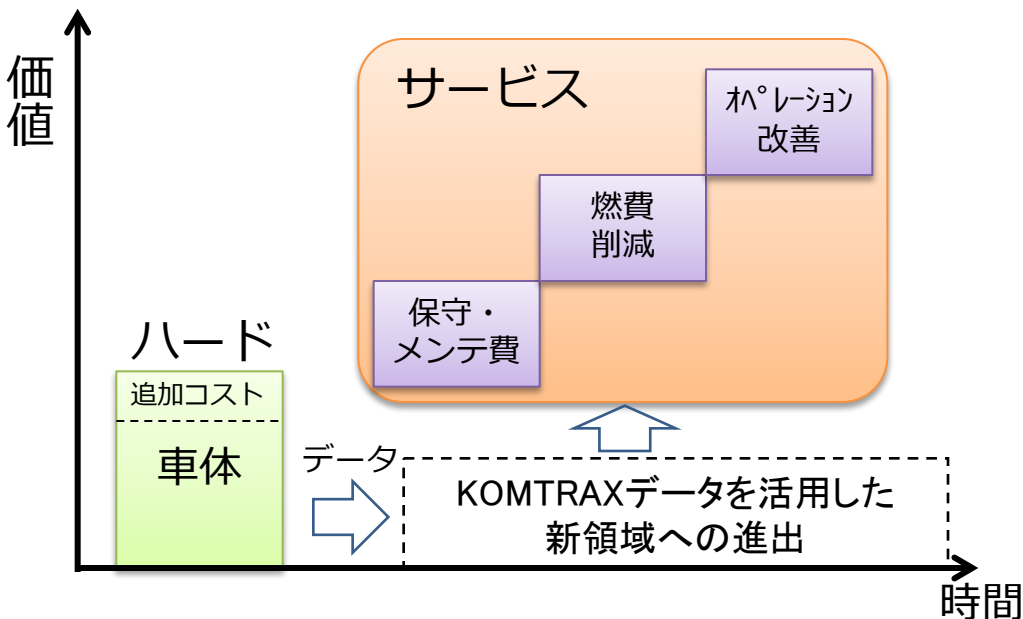 価値
サービス
ｵﾍﾟﾚｰｼｮﾝ
改善
燃費
削減
保守・
メンテ費
ハード
追加コスト
車体
データ
KOMTRAXデータを活用した
新領域への進出
時間